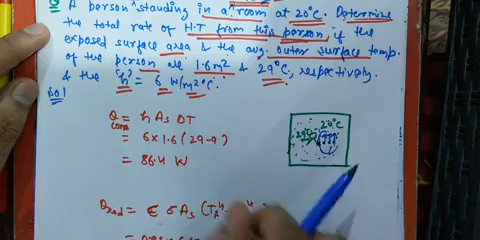 A person standing in a room at 20°C. Determine
the total rate of H.T from this person, if the
exposed surface area & the avg. outer surface temp.
of the person are 1.6m² & 29°C, respectively.
& the 'h' = 6 W/m²°C.
Sol
Q conv = h As DT
= 6 × 1.6 (29-9)
= 86.4 W
20°C
29°C
Qrad = ε σ As (